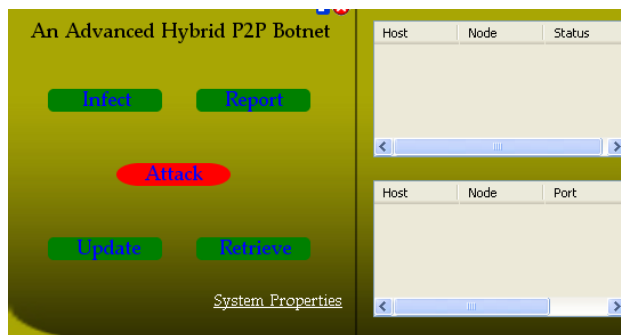 An Advanced Hybrid P2P Botnet
Infect
Report
Attack
Update
Retrieve
System Properties
Host Node Status
Host Node Port